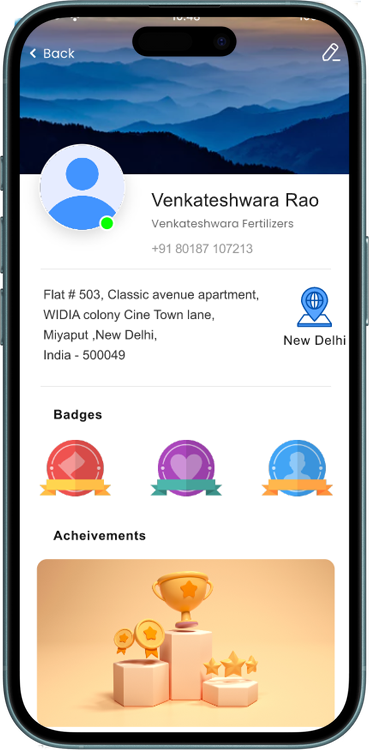 Back
Venkateshwara Rao
Venkateshwara Fertilizers
+91 80187 107213
Flat # 503, Classic avenue apartment,
WIDIA colony Cine Town lane,
Miyaput ,New Delhi,
India - 500049
New Delhi
Badges
Acheivements